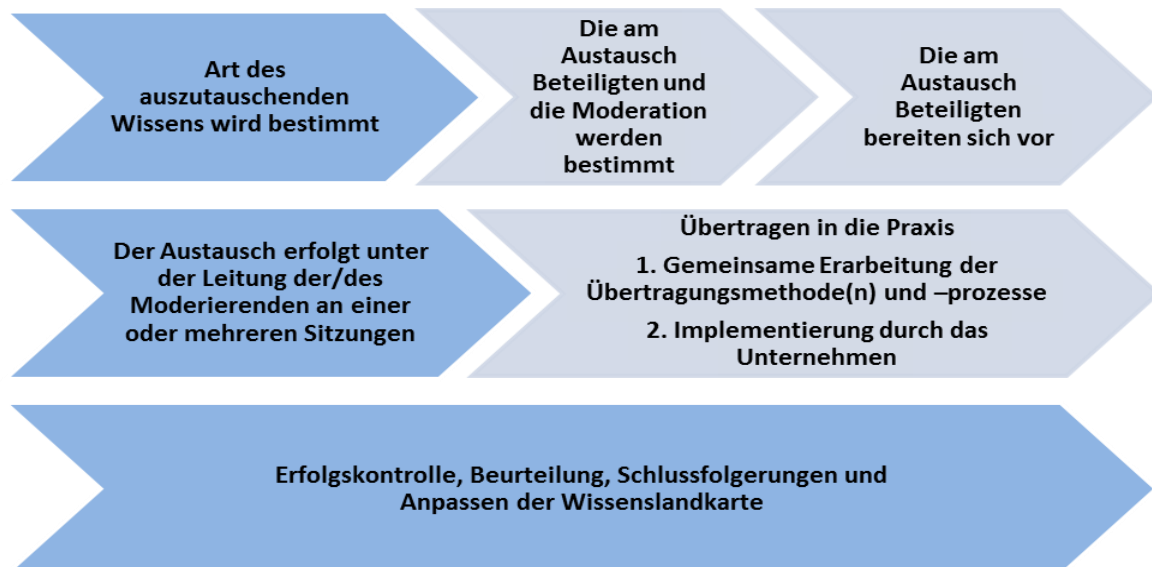 Art des
auszutauschenden
Wissens wird bestimmt
Die am
Austausch
Beteiligten und
die Moderation
werden
bestimmt
Die am
Austausch
Beteiligten
bereiten sich vor
Der Austausch erfolgt unter
der Leitung der/des
Moderierenden an einer
oder mehreren Sitzungen
Übertragen in die Praxis
1. Gemeinsame Erarbeitung der
Übertragungsmethode(n) und –prozesse
2. Implementierung durch das
Unternehmen
Erfolgskontrolle, Beurteilung, Schlussfolgerungen und
Anpassen der Wissenslandkarte